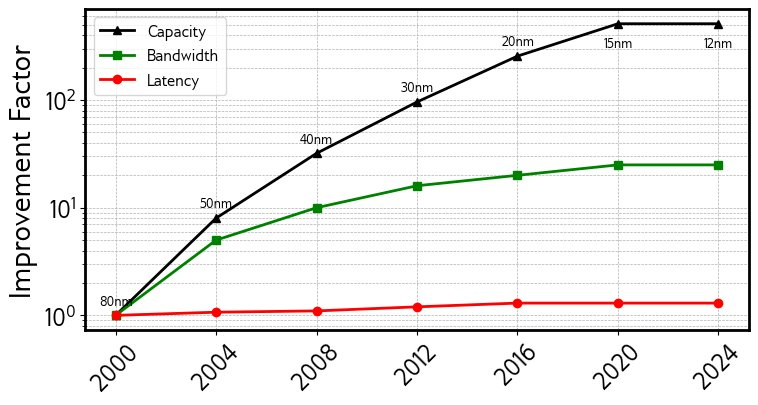 Improvement Factor
10²
10¹
10⁰
Capacity
Bandwidth
Latency
80nm
50nm
40nm
30nm
20nm
15nm
12nm
2000
2004
2008
2012
2016
2020
2024